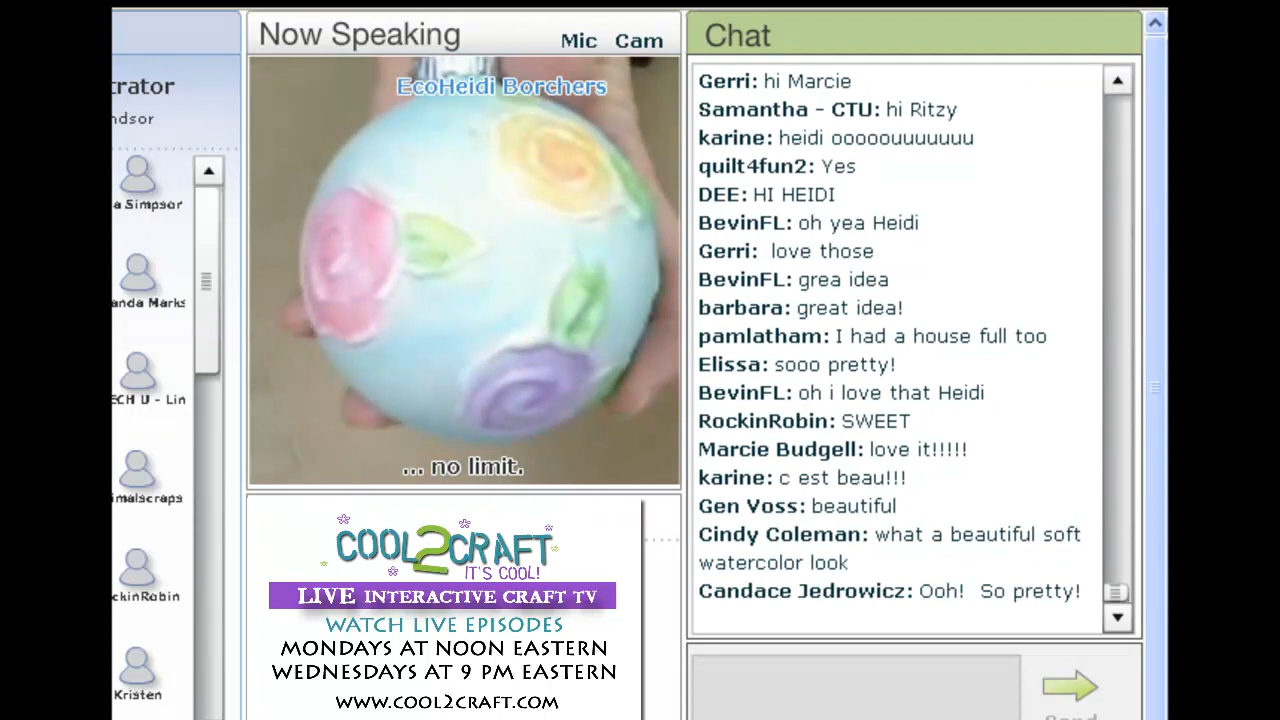 Now Speaking
Mic Cam
Chat
EcoHeidi Borchers
... no limit.
trator
ndsor
a Simpsor
anda Marks
ECH U - Lin
imalscraps
ckinRobin
Kristen
Gerri: hi Marcie
Samantha - CTU: hi Ritzy
karine: heidi ooooouuuuuuu
quilt4fun2: Yes
DEE: HI HEIDI
BevinFL: oh yea Heidi
Gerri: love those
BevinFL: grea idea
barbara: great idea!
pamlatham: I had a house full too
Elissa: sooo pretty!
BevinFL: oh i love that Heidi
RockinRobin: SWEET
Marcie Budgell: love it!!!!!
karine: c est beau!!!
Gen Voss: beautiful
Cindy Coleman: what a beautiful soft
watercolor look
Candace Jedrowicz: Ooh! So pretty!
COOL2CRAFT
IT'S COOL!
LIVE INTERACTIVE CRAFT TV
WATCH LIVE EPISODES
MONDAYS AT NOON EASTERN
WEDNESDAYS AT 9 PM EASTERN
WWW.COOL2CRAFT.COM
Send